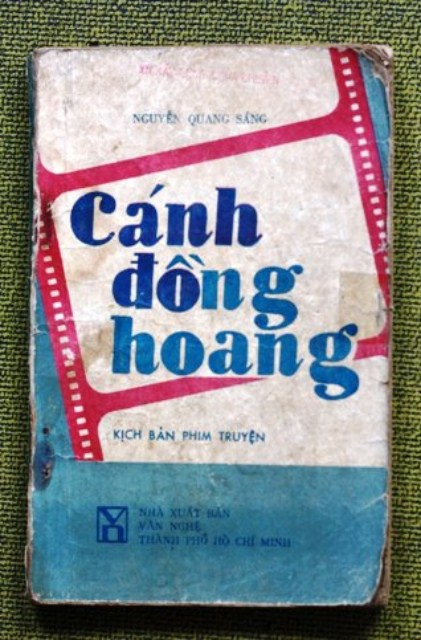 NGUYỄN QUANG SÁNG
Cánh
đồng
hoang
KỊCH BẢN PHIM TRUYỆN
NHÀ XUẤT BẢN
VĂN NGHỆ
THÀNH PHỐ HỒ CHÍ MINH